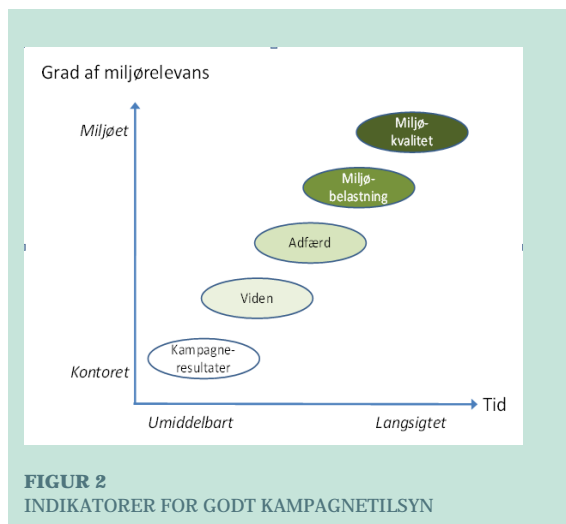 Grad af miljørelevans
Miljøet
Miljø-
kvalitet
Miljø-
belastning
Adfærd
Viden
Kampagne-
resultater
Kontoret
Tid
Umiddelbart
Langsigtet
FIGUR 2
INDIKATORER FOR GODT KAMPAGNETILSYN